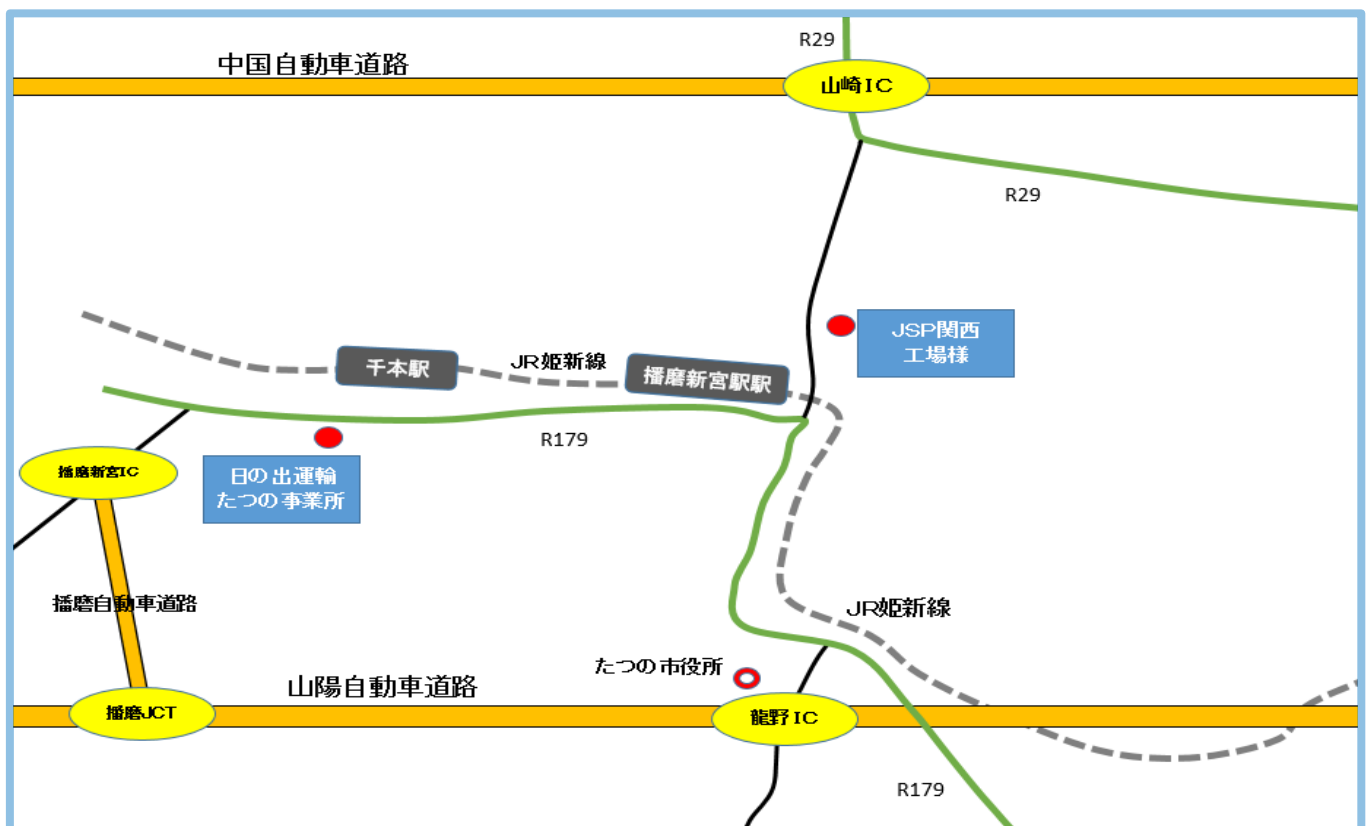 R29
中国自動車道路
山崎IC
R29
JSP関西
工場様
JR姫新線
千本駅
播磨新宮駅駅
R179
播磨新宮IC
日の出運輸
たつの事業所
播磨自動車道路
JR姫新線
たつの市役所
山陽自動車道路
播磨JCT
龍野IC
R179